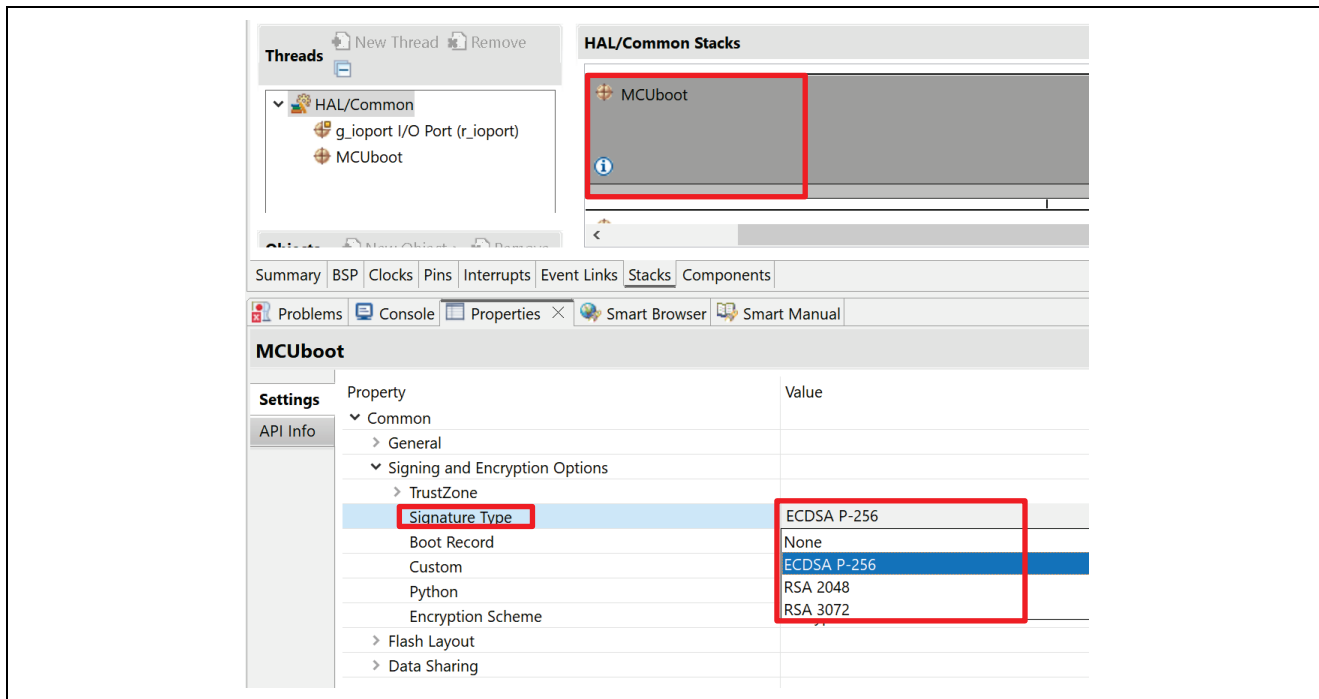 Threads
New Thread Remove
HAL/Common
g_ioport I/O Port (r_ioport)
MCUboot
HAL/Common Stacks
MCUboot
Summary BSP Clocks Pins Interrupts Event Links Stacks Components
Problems Console Properties Smart Browser Smart Manual
MCUboot
Settings
API Info
Property Value
Common
General
Signing and Encryption Options
TrustZone
Signature Type ECDSA P-256
Boot Record None
Custom ECDSA P-256
Python RSA 2048
Encryption Scheme RSA 3072
Flash Layout
Data Sharing